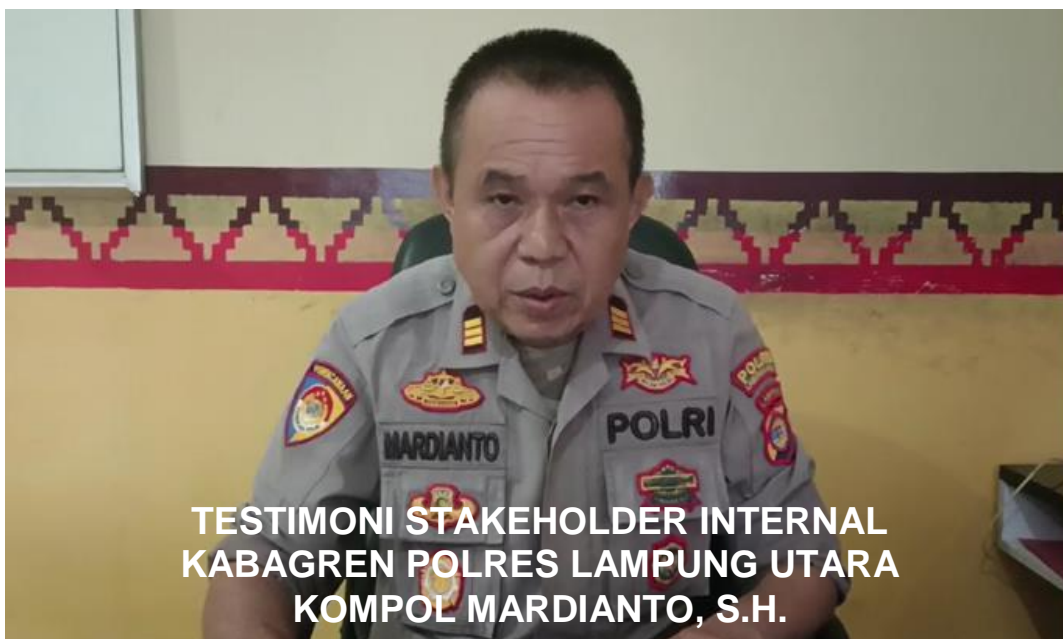 MARDIANTO
POLRI
TESTIMONI STAKEHOLDER INTERNAL
KABAGREN POLRES LAMPUNG UTARA
KOMPOL MARDIANTO, S.H.